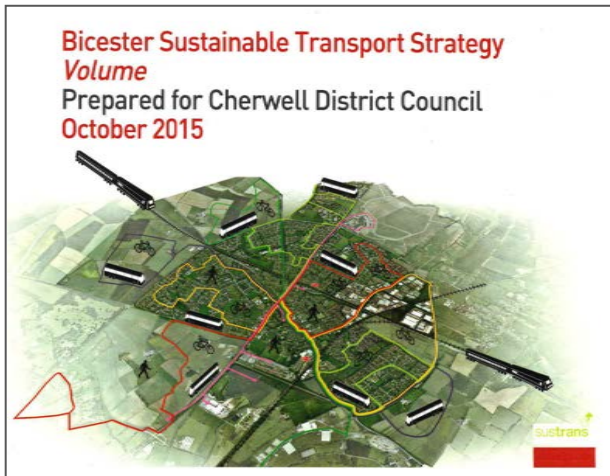 Bicester Sustainable Transport Strategy
Volume
Prepared for Cherwell District Council
October 2015
sustrans